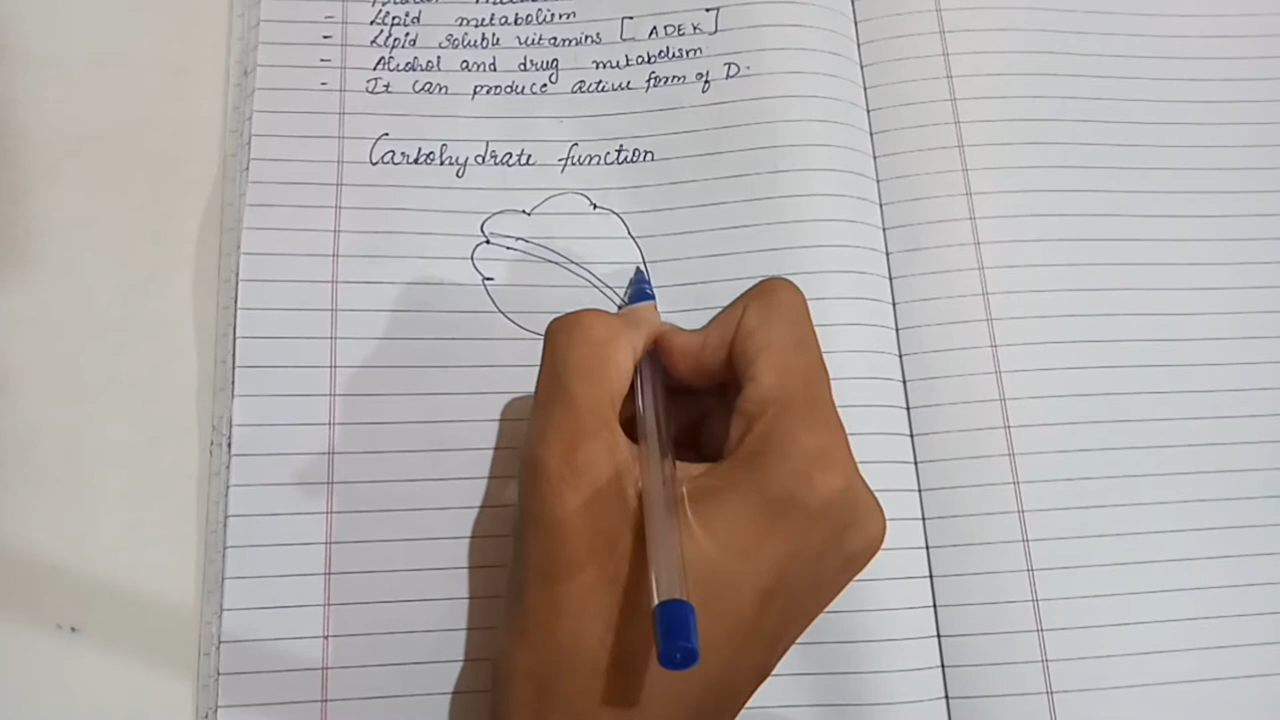 - Lipid metabolism
- Lipid soluble vitamins [ADEK]
- Alcohol and drug metabolism
- It can produce active form of D.
Carbohydrate function